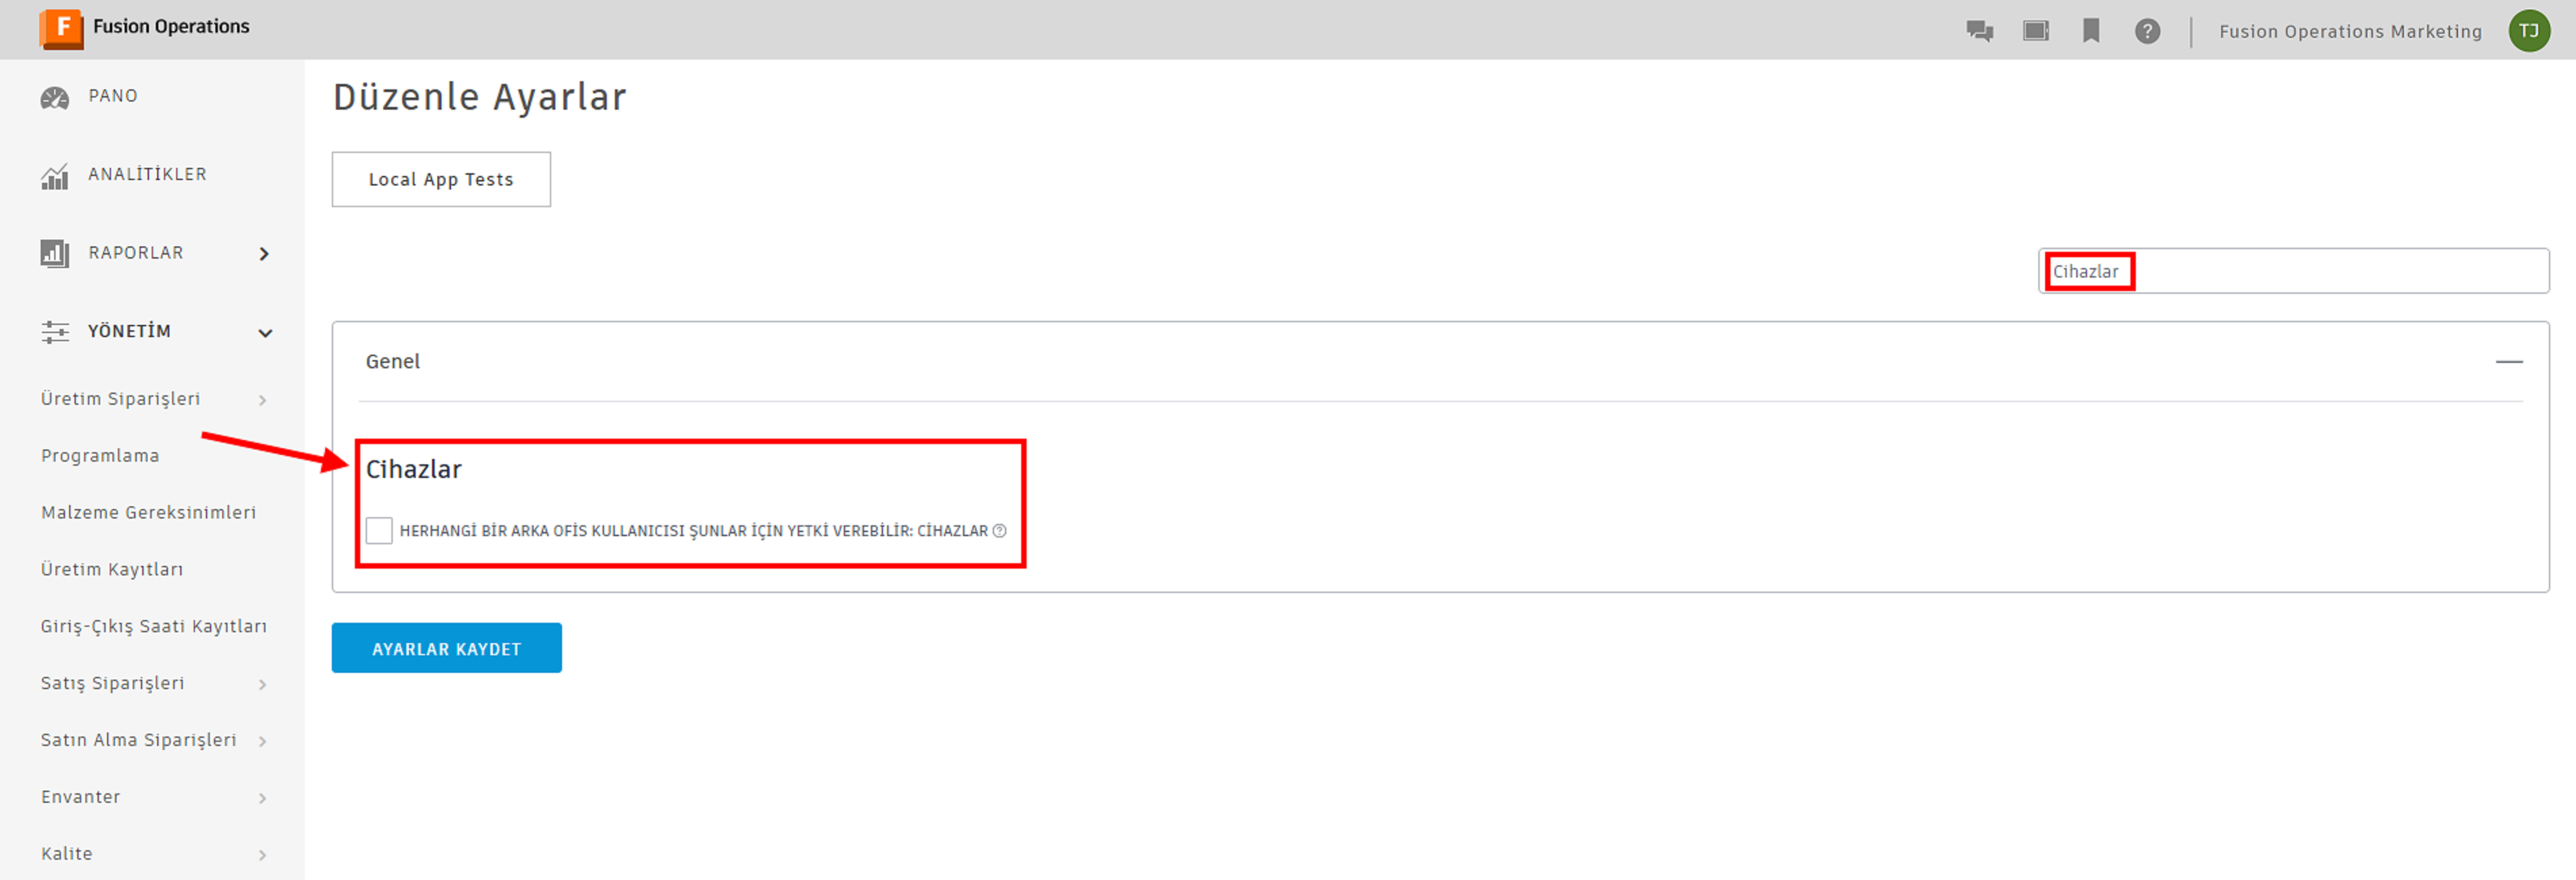 F Fusion Operations
? Fusion Operations Marketing TJ
PANO
ANALİTİKLER
RAPORLAR
YÖNETİM
Üretim Siparişleri
Programlama
Malzeme Gereksinimleri
Üretim Kayıtları
Giriş-Çıkış Saati Kayıtları
Satış Siparişleri
Satın Alma Siparişleri
Envanter
Kalite
Düzenle Ayarlar
Local App Tests
Cihazlar
Genel
Cihazlar
HERHANGİ BİR ARKA OFİS KULLANICISI ŞUNLAR İÇİN YETKİ VEREBİLİR: CİHAZLAR ?
AYARLAR KAYDET